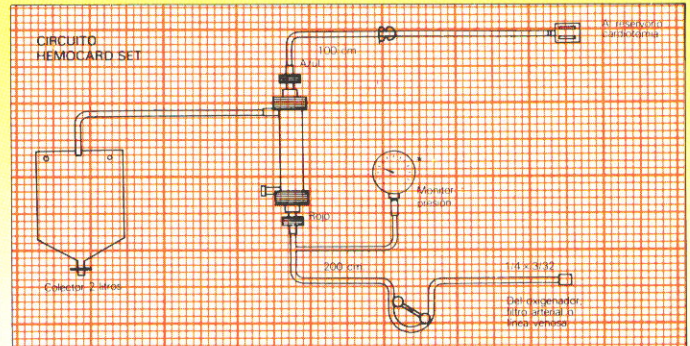 CIRCUITO
HEMOCARD SET
Al reservorio
cardiotomia
100 cm
Azul
Monitor
presión
Rojo
200 cm
1/4 x 3/32
Colector 2 litros
Del oxigenador,
filtro arterial o
línea venosa